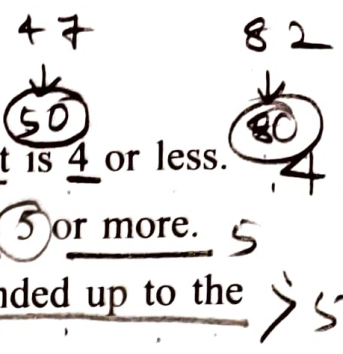 47 82
50 80
t is 4 or less. 4
5 or more. 5
nded up to the >5